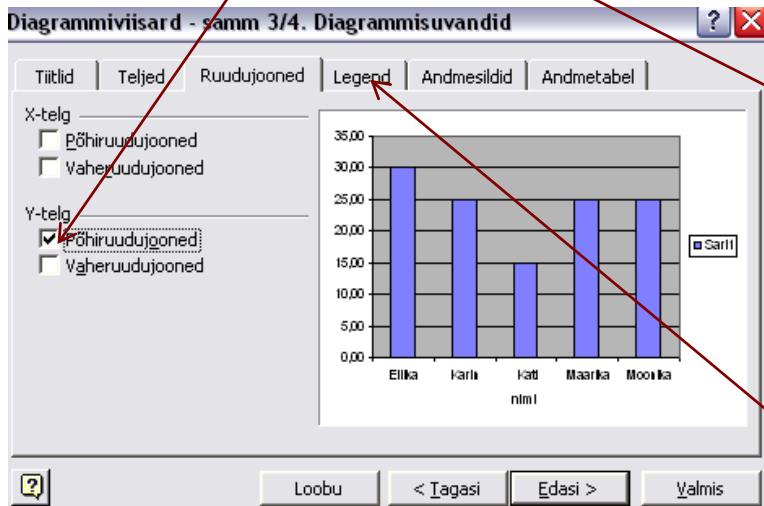 Diagrammiviisard - samm 3/4. Diagrammisuvandid
Tiitlid Teljed Ruudujooned Legend Andmesildid Andmetabel
X-telg
Põhiruudujooned
Vaheruudujooned
Y-telg
Põhiruudujooned
Vaheruudujooned
35,00
30,00
25,00
20,00
15,00
10,00
5,00
0,00
Eilika Karin Kati Maarika Moonika
nimi
Sari1
Loobu < Tagasi Edasi > Valmis